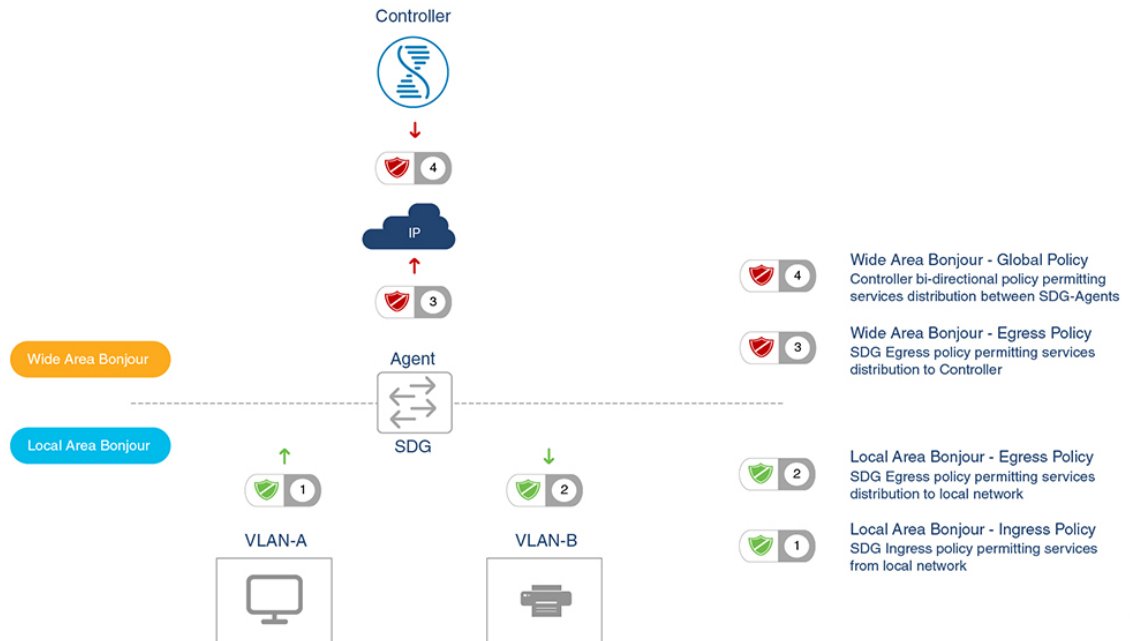 Controller
4
IP
3
Wide Area Bonjour
Agent
SDG
Local Area Bonjour
1
2
VLAN-A
VLAN-B
4
Wide Area Bonjour - Global Policy
Controller bi-directional policy permitting
services distribution between SDG-Agents
3
Wide Area Bonjour - Egress Policy
SDG Egress policy permitting services
distribution to Controller
2
Local Area Bonjour - Egress Policy
SDG Egress policy permitting services
distribution to local network
1
Local Area Bonjour - Ingress Policy
SDG Ingress policy permitting services
from local network